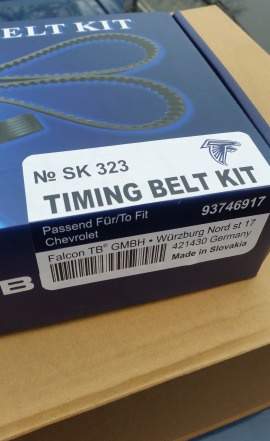 BELT KIT
№ SK 323
TIMING BELT KIT
Passend Für/To Fit 93746917
Chevrolet
Falcon TB® GMBH • Würzburg Nord st 17
421430 Germany
Made in Slovakia
B